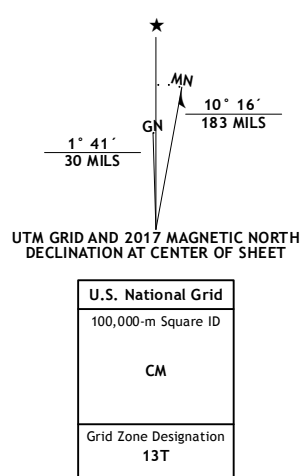 ★
MN
GN
10° 16´
183 MILS
1° 41´
30 MILS
UTM GRID AND 2017 MAGNETIC NORTH
DECLINATION AT CENTER OF SHEET
U.S. National Grid
100,000-m Square ID
CM
Grid Zone Designation
13T